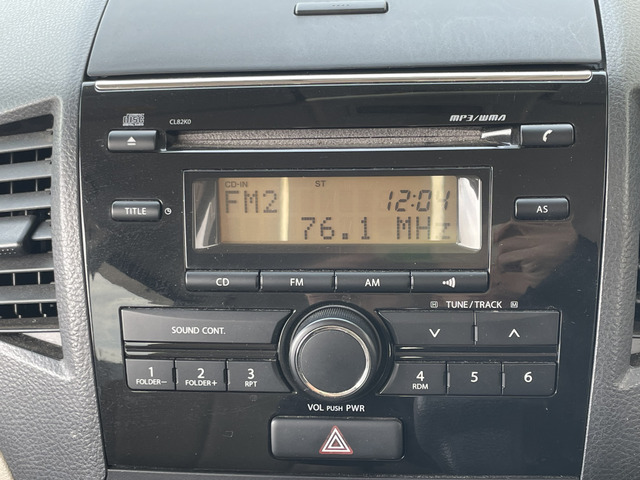 CL82K0
MP3/WMA
TITLE
CD-IN ST
FM2 12:04
76.1 MHz
AS
CD FM AM
SOUND CONT.
H TUNE/TRACK M
1 2 3 4 5 6
FOLDER− FOLDER+ RPT RDM
VOL PUSH PWR